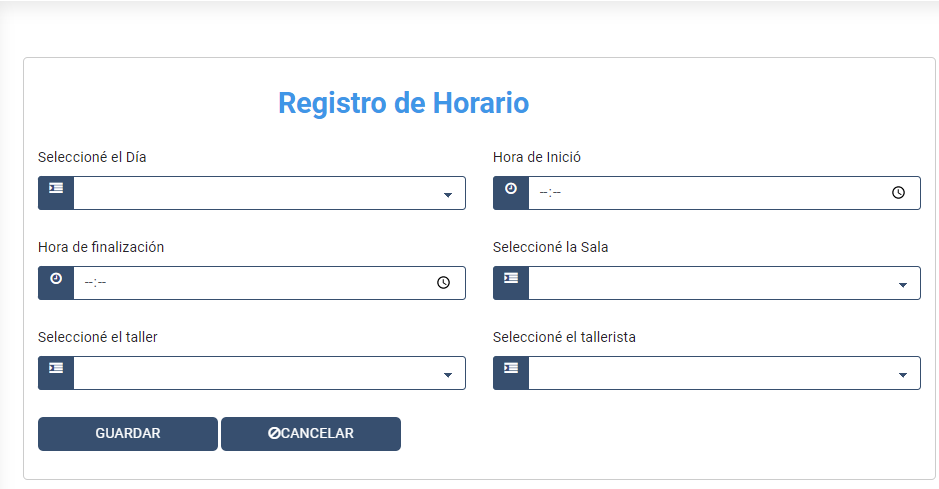 Registro de Horario
Seleccioné el Día
Hora de Inició
--:--
Hora de finalización
--:--
Seleccioné la Sala
Seleccioné el taller
Seleccioné el tallerista
GUARDAR
CANCELAR